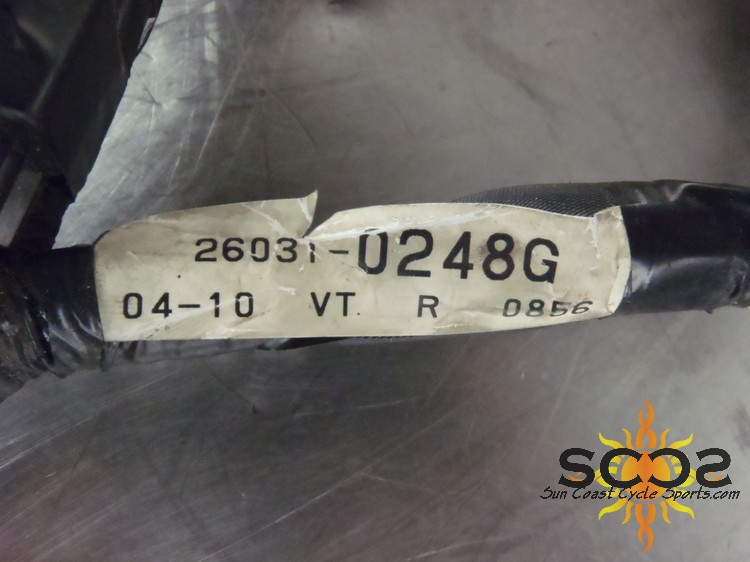 26031-0248G
04-10 VT. R 0856
SCCS
Sun Coast Cycle Sports.com